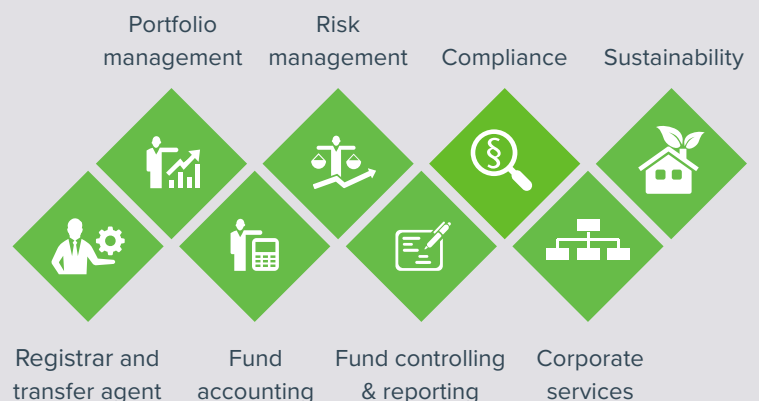 Portfolio
management
Risk
management
Compliance
Sustainability
§
Registrar and
transfer agent
Fund
accounting
Fund controlling
& reporting
Corporate
services